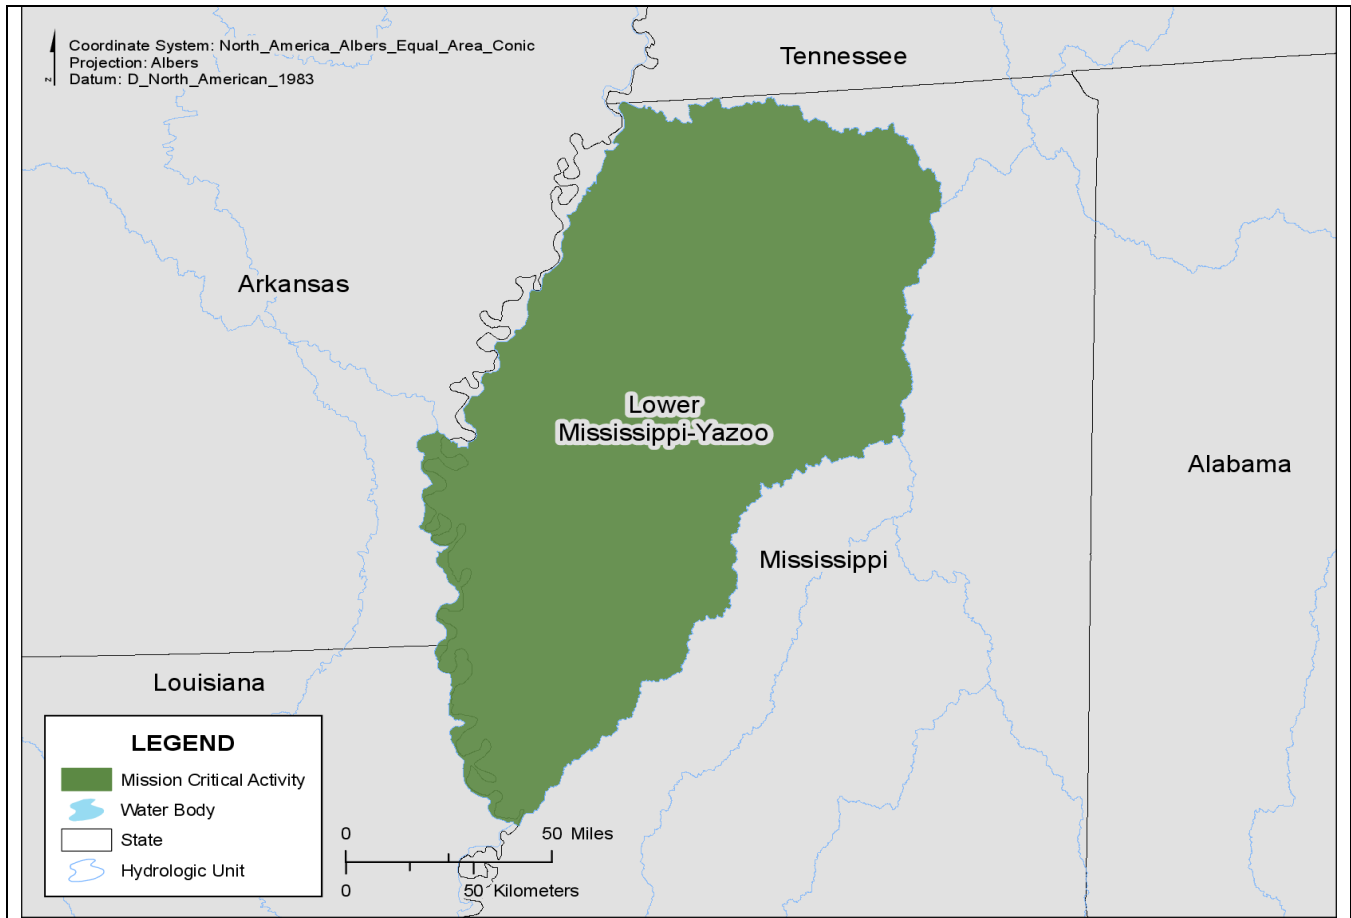 Tennessee
Coordinate System: North_America_Albers_Equal_Area_Conic
Projection: Albers
Datum: D_North_American_1983
z
Arkansas
Lower
Mississippi-Yazoo
Alabama
Mississippi
Louisiana
LEGEND
Mission Critical Activity
Water Body
State
Hydrologic Unit
0 50 Miles
0 50 Kilometers